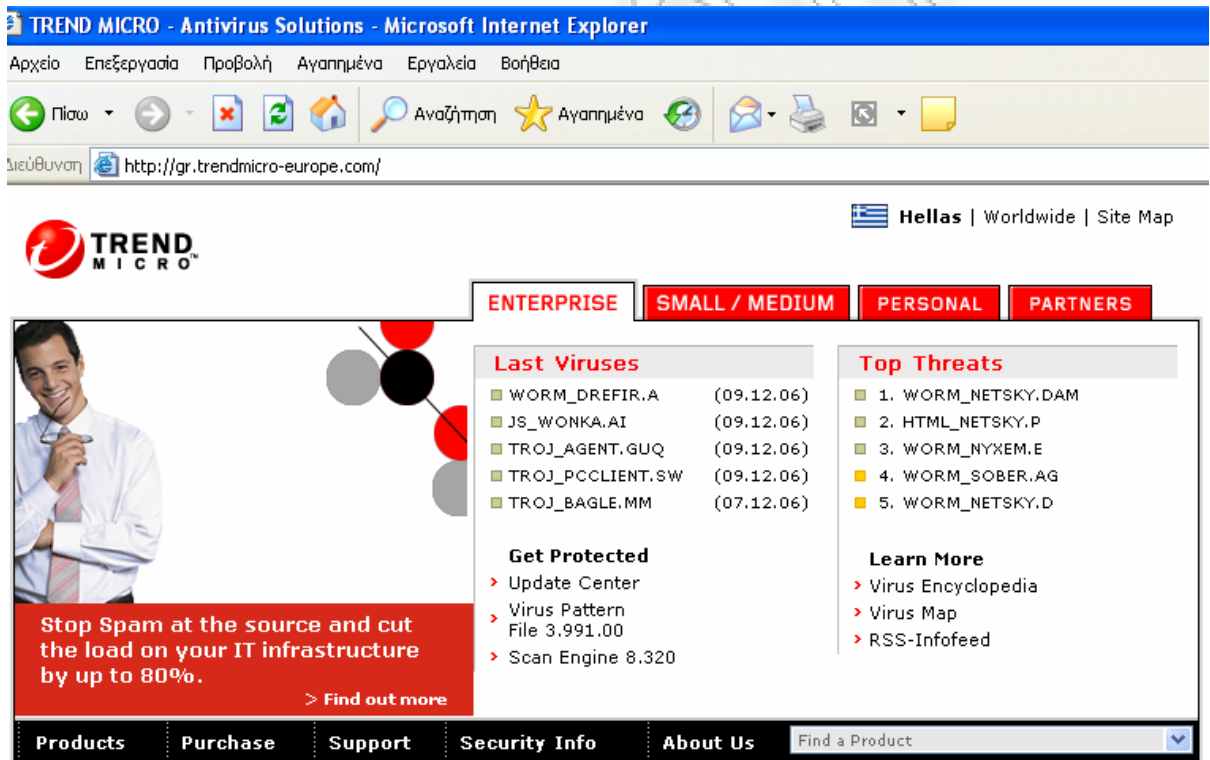 TREND MICRO - Antivirus Solutions - Microsoft Internet Explorer
Αρχείο Επεξεργασία Προβολή Αγαπημένα Εργαλεία Βοήθεια
Πίσω Αναζήτηση Αγαπημένα
Διεύθυνση http://gr.trendmicro-europe.com/
Hellas | Worldwide | Site Map
TREND
MICRO™
ENTERPRISE SMALL / MEDIUM PERSONAL PARTNERS
Last Viruses
WORM_DREFIR.A (09.12.06)
JS_WONKA.AI (09.12.06)
TROJ_AGENT.GUQ (09.12.06)
TROJ_PCCLIENT.SW (09.12.06)
TROJ_BAGLE.MM (07.12.06)
Get Protected
Update Center
Virus Pattern
File 3.991.00
Scan Engine 8.320
Top Threats
1. WORM_NETSKY.DAM
2. HTML_NETSKY.P
3. WORM_NYXEM.E
4. WORM_SOBER.AG
5. WORM_NETSKY.D
Learn More
Virus Encyclopedia
Virus Map
RSS-Infofeed
Stop Spam at the source and cut
the load on your IT infrastructure
by up to 80%.
> Find out more
Products Purchase Support Security Info About Us Find a Product